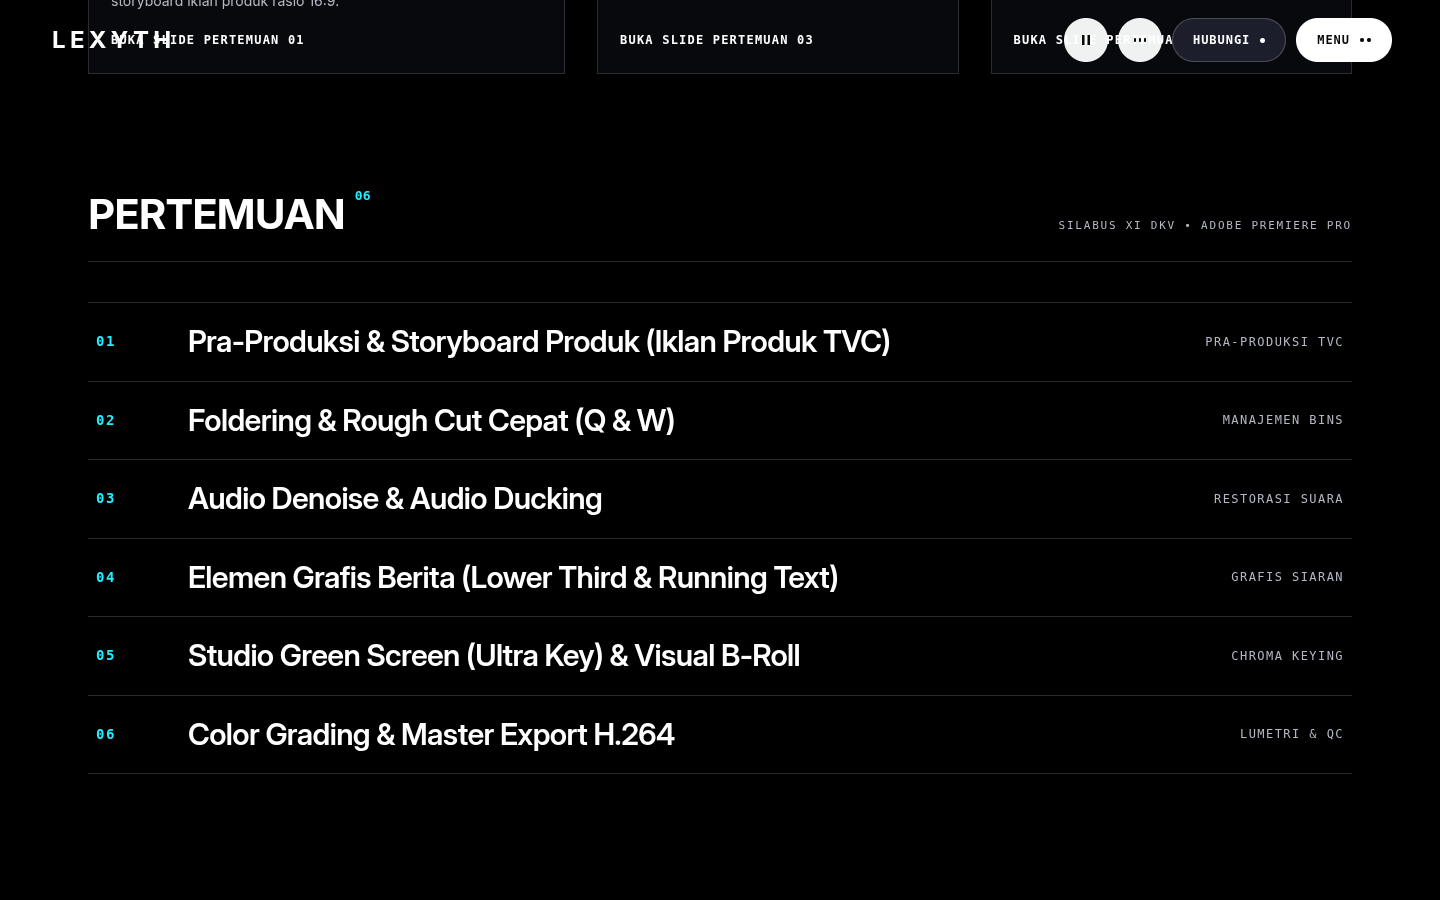 storyboard iklan produk rasio 16:9.
LEXYTH
BUKA SLIDE PERTEMUAN 01
BUKA SLIDE PERTEMUAN 03
BUKA SLIDE PERTEMUA
HUBUNGI
MENU
PERTEMUAN 06
SILABUS XI DKV • ADOBE PREMIERE PRO
01 Pra-Produksi & Storyboard Produk (Iklan Produk TVC) PRA-PRODUKSI TVC
02 Foldering & Rough Cut Cepat (Q & W) MANAJEMEN BINS
03 Audio Denoise & Audio Ducking RESTORASI SUARA
04 Elemen Grafis Berita (Lower Third & Running Text) GRAFIS SIARAN
05 Studio Green Screen (Ultra Key) & Visual B-Roll CHROMA KEYING
06 Color Grading & Master Export H.264 LUMETRI & QC